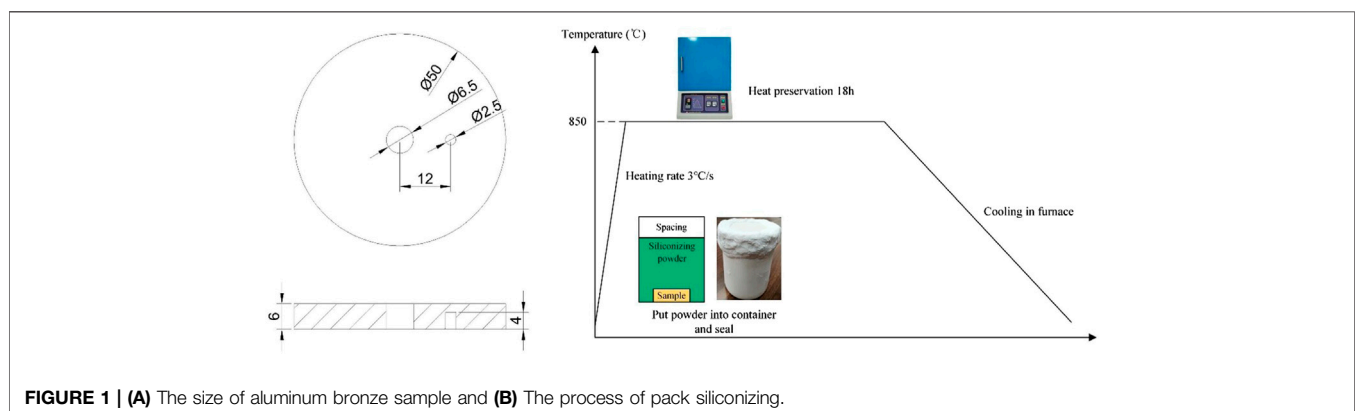 Ø50
Ø6.5
Ø2.5
12
6
4
Temperature (℃)
850
Heat preservation 18h
Heating rate 3°C/s
Cooling in furnace
Spacing
Siliconizing
powder
Sample
Put powder into container
and seal
FIGURE 1 | (A) The size of aluminum bronze sample and (B) The process of pack siliconizing.